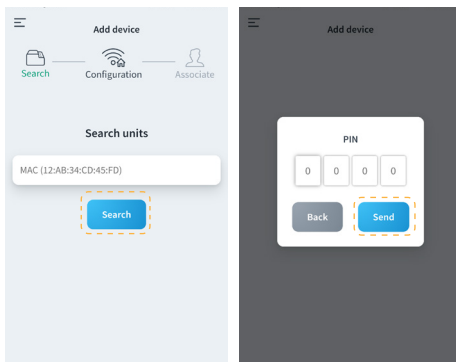 Add device
Search Configuration Associate
Search units
MAC (12:AB:34:CD:45:FD)
Search
Add device
PIN
0 0 0 0
Back Send